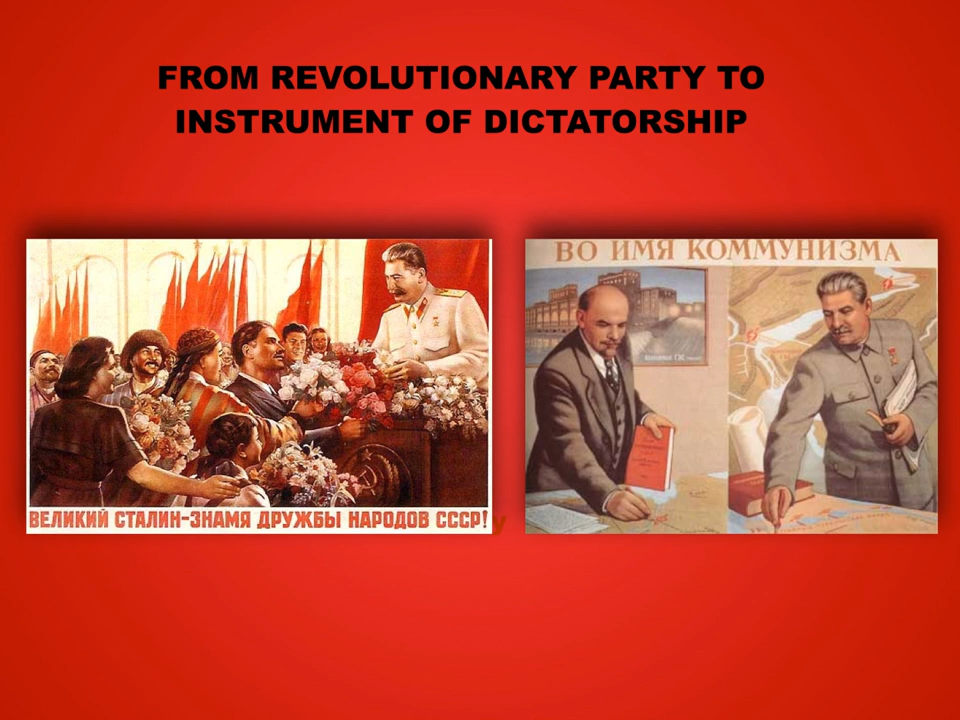 FROM REVOLUTIONARY PARTY TO
INSTRUMENT OF DICTATORSHIP
ВО ИМЯ КОММУНИЗМА
ВЕЛИКИЙ СТАЛИН-ЗНАМЯ ДРУЖБЫ НАРОДОВ СССР!
y